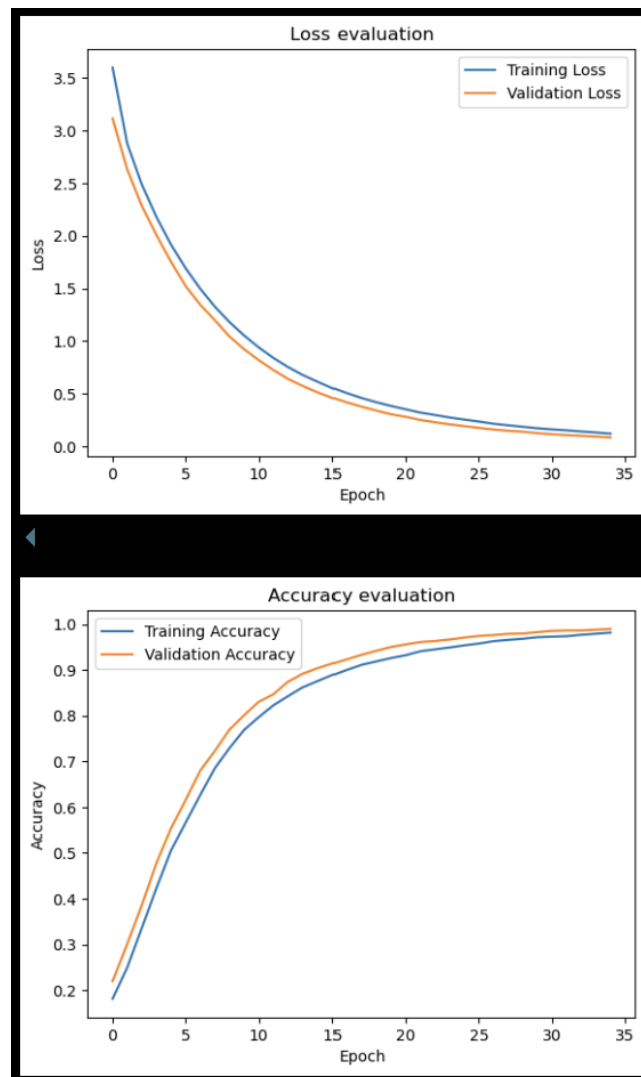 Loss evaluation
Training Loss
Validation Loss
3.5
3.0
2.5
2.0
1.5
1.0
0.5
0.0
Loss
0 5 10 15 20 25 30 35
Epoch
Accuracy evaluation
Training Accuracy
Validation Accuracy
1.0
0.9
0.8
0.7
0.6
0.5
0.4
0.3
0.2
Accuracy
0 5 10 15 20 25 30 35
Epoch